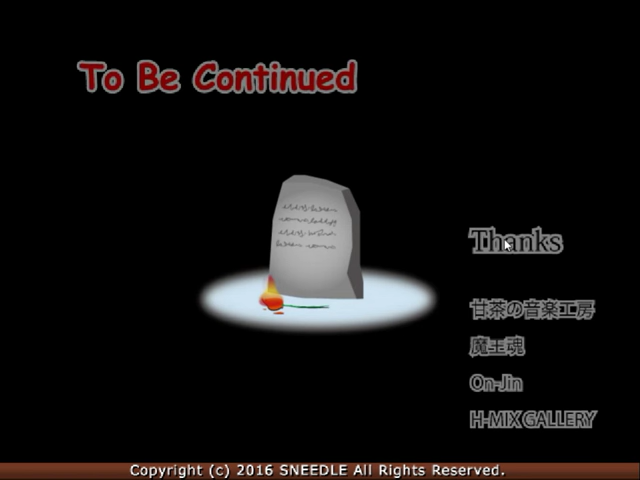 To Be Continued
Thanks
甘茶の音楽工房
魔王魂
On-Jin
H-MIX GALLERY
Copyright (c) 2016 SNEEDLE All Rights Reserved.